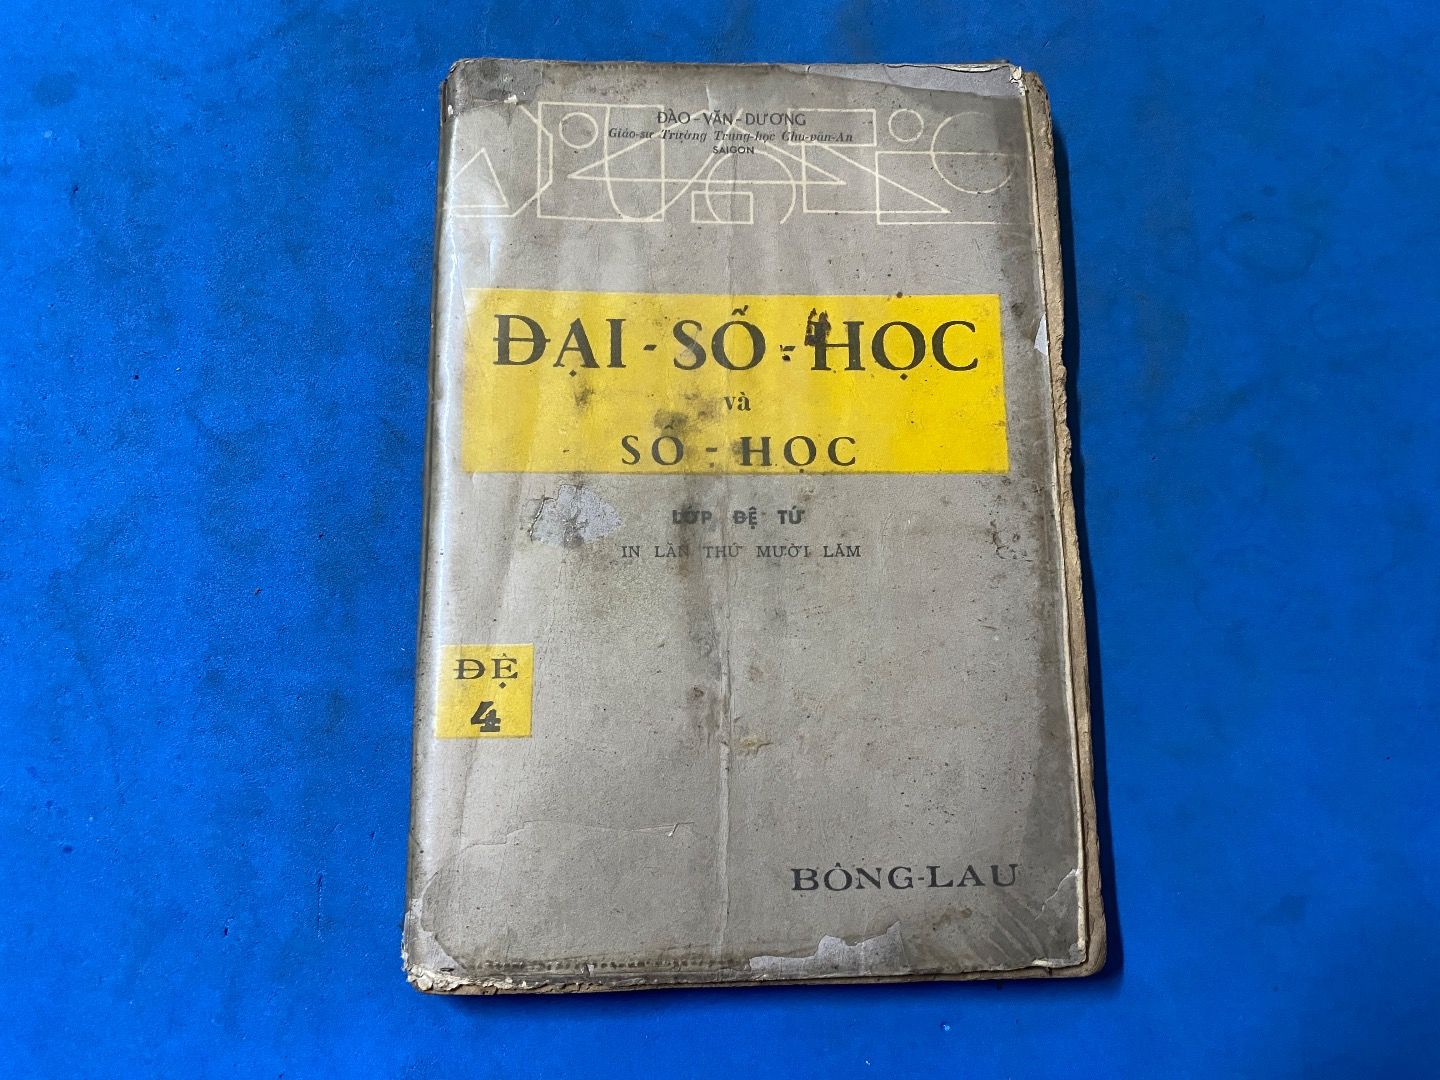 ĐÀO-VĂN-DƯƠNG
Giáo-sư Trường Trung-học Chu-văn-An
SAIGON
ĐẠI-SỐ-HỌC
và
SỐ-HỌC
LỚP ĐỆ TỨ
IN LẦN THỨ MƯỜI LĂM
ĐỆ
4
BÔNG-LAU